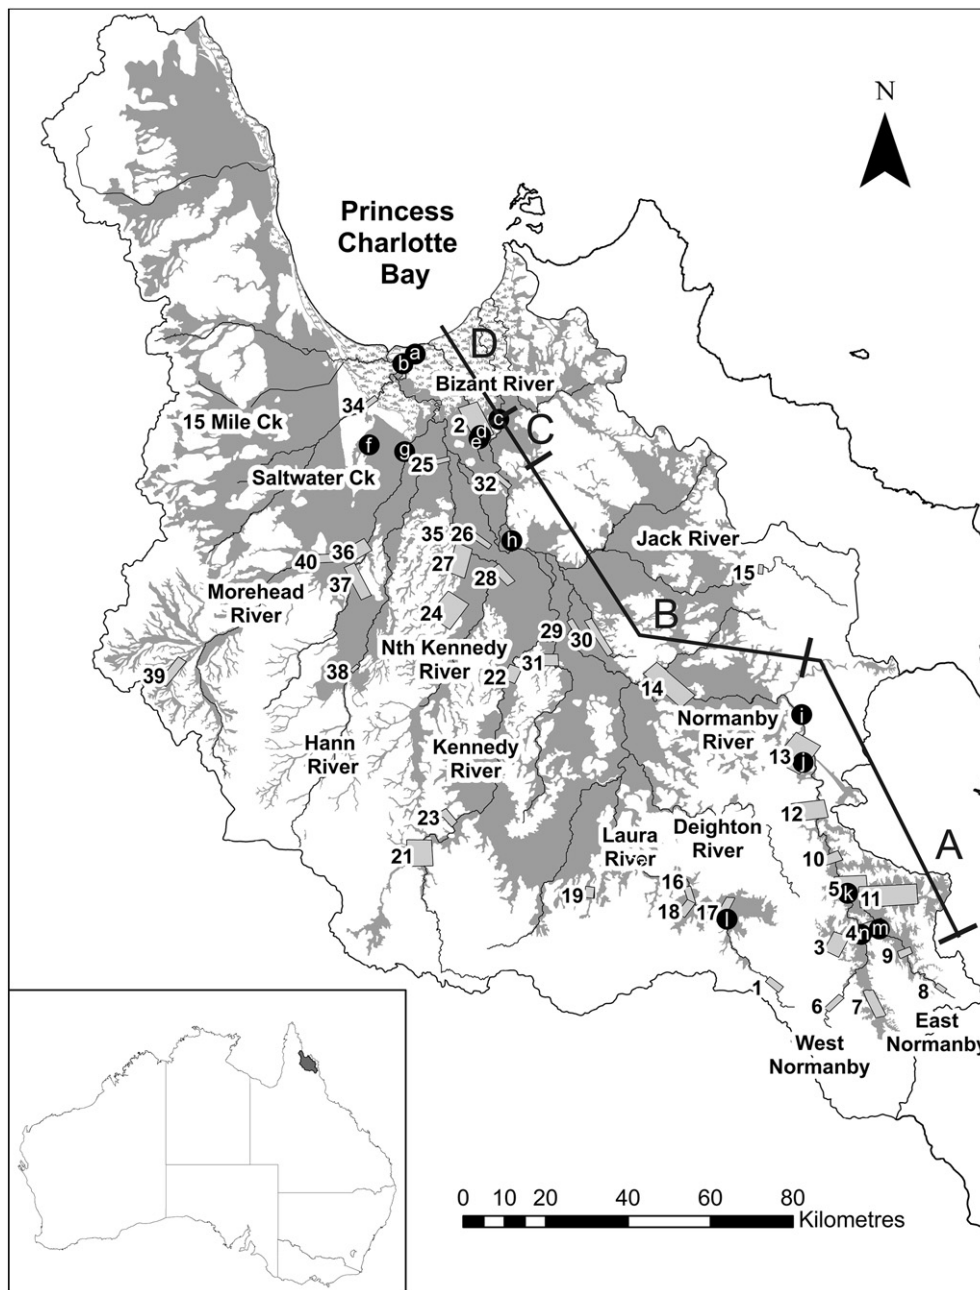 N
Princess
Charlotte
Bay
a
b
D
Bizant River
34
2
c
15 Mile Ck
f
g
d
e
C
25
Saltwater Ck
32
35
26
h
Jack River
40
36
27
15
37
28
Morehead
River
24
B
29
30
Nth Kennedy
River
39
38
31
22
14
i
Normanby
River
Hann
River
Kennedy
River
13
j
12
23
Laura
River
Deighton
River
A
21
10
19
16
5
k
11
18
17
l
4
n
m
3
9
1
6
7
8
West
Normanby
East
Normanby
0
10
20
40
60
80
Kilometres